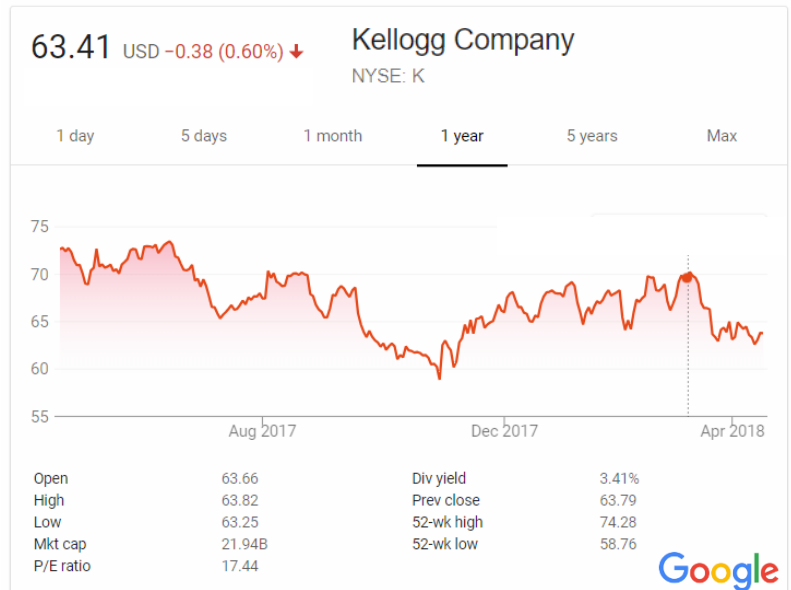 63.41 USD −0.38 (0.60%)
Kellogg Company
NYSE: K
1 day 5 days 1 month 1 year 5 years Max
75
70
65
60
55
Aug 2017 Dec 2017 Apr 2018
Open 63.66 Div yield 3.41%
High 63.82 Prev close 63.79
Low 63.25 52-wk high 74.28
Mkt cap 21.94B 52-wk low 58.76
P/E ratio 17.44
Google